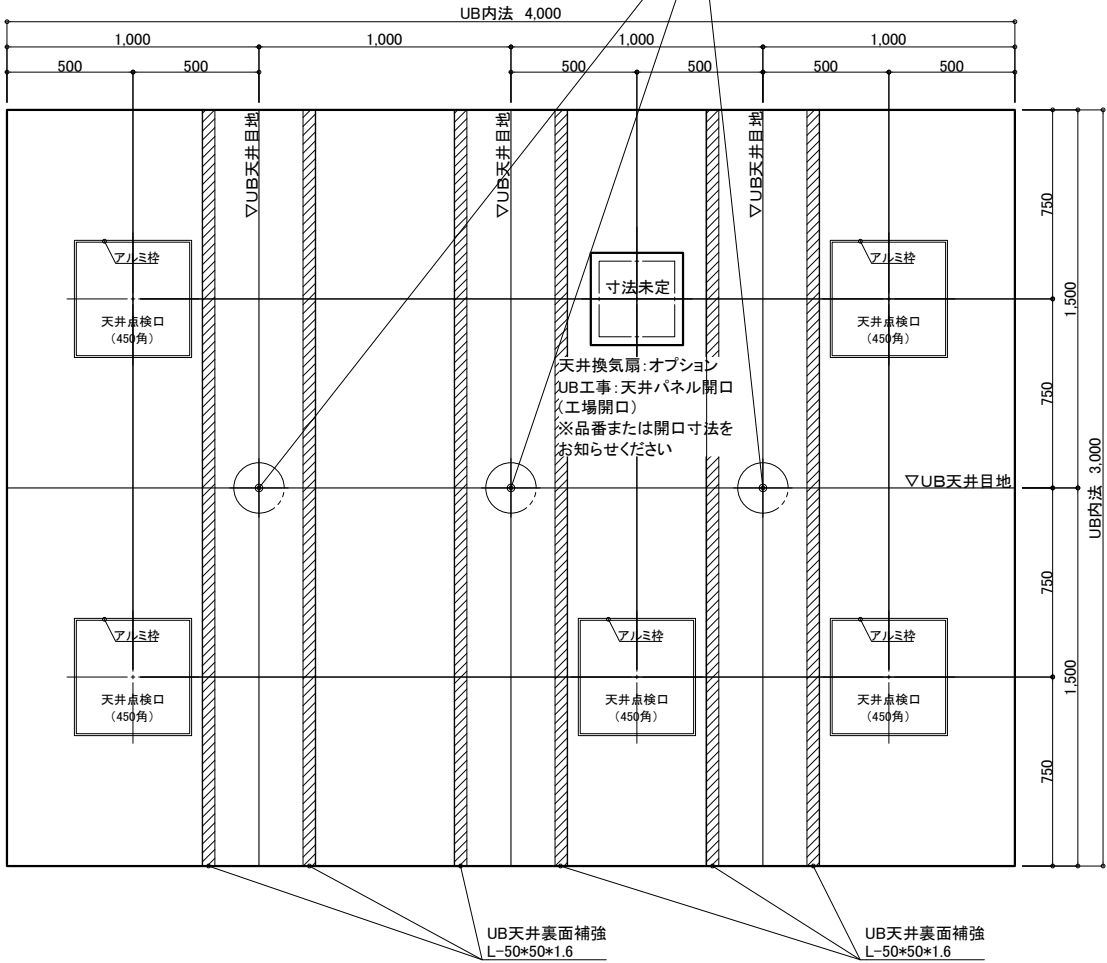 UB内法 4,000
1,000
1,000
1,000
1,000
500
500
500
500
500
500
▽UB天井目地
▽UB天井目地
▽UB天井目地
750
アルミ枠
天井点検口
(450角)
寸法未定
アルミ枠
天井点検口
(450角)
1,500
天井換気扇:オプション
UB工事:天井パネル開口
(工場開口)
※品番または開口寸法を
お知らせください
750
UB内法 3,000
▽UB天井目地
750
アルミ枠
天井点検口
(450角)
アルミ枠
天井点検口
(450角)
アルミ枠
天井点検口
(450角)
1,500
750
UB天井裏面補強
L-50*50*1.6
UB天井裏面補強
L-50*50*1.6